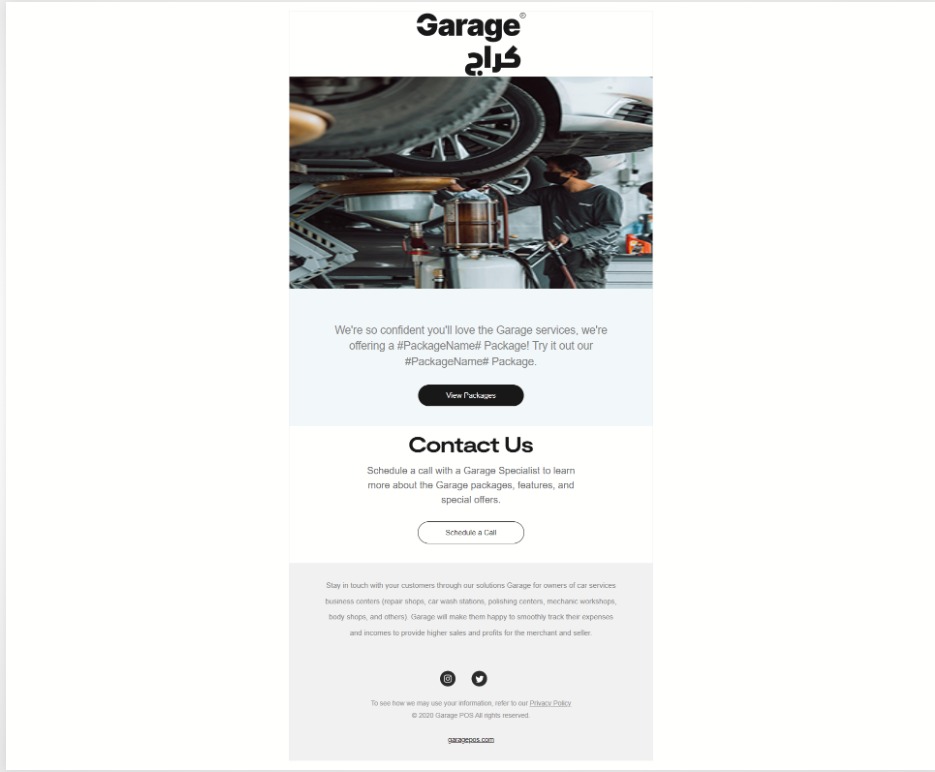 Garage®
كراج
We're so confident you'll love the Garage services, we're
offering a #PackageName# Package! Try it out our
#PackageName# Package.
View Packages
Contact Us
Schedule a call with a Garage Specialist to learn
more about the Garage packages, features, and
special offers.
Schedule a Call
Stay in touch with your customers through our solutions Garage for owners of car services
business centers (repair shops, car wash stations, polishing centers, mechanic workshops,
body shops, and others). Garage will make them happy to smoothly track their expenses
and incomes to provide higher sales and profits for the merchant and seller.
To see how we may use your information, refer to our Privacy Policy
© 2020 Garage POS All rights reserved.
garagepos.com